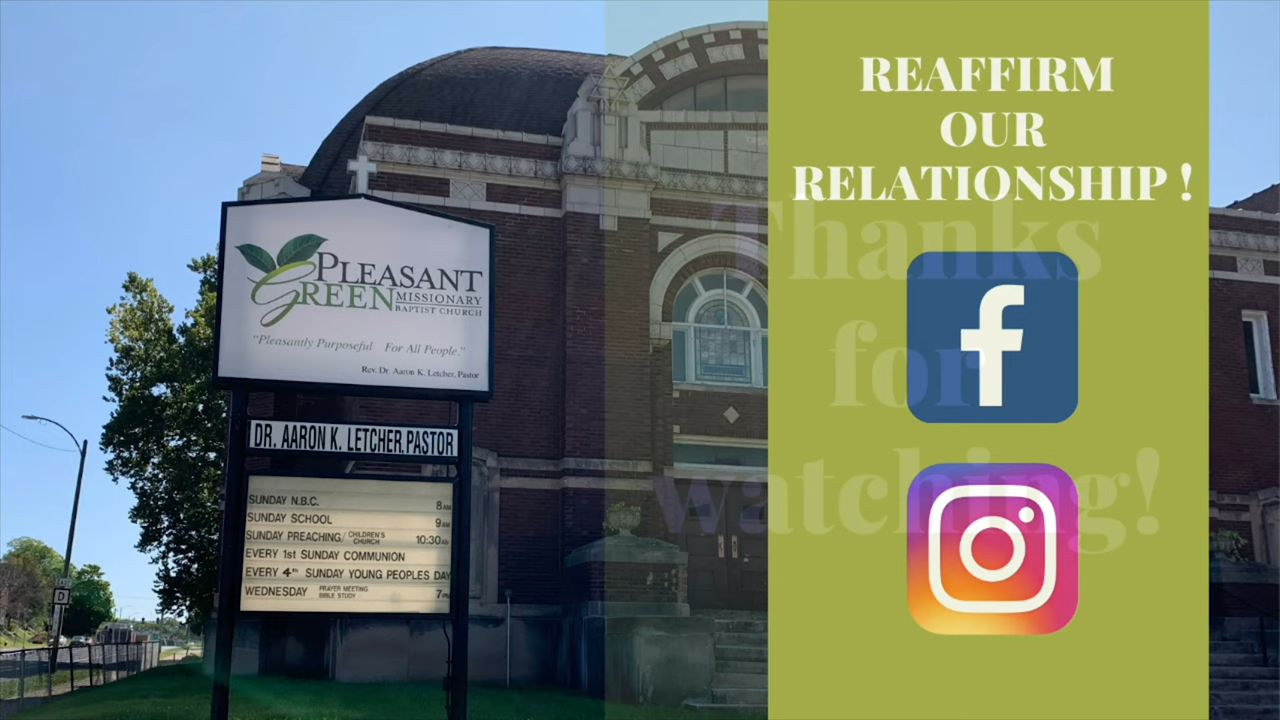 PLEASANT
GREEN MISSIONARY
BAPTIST CHURCH
"Pleasantly Purposeful For All People."
Rev. Dr. Aaron K. Letcher, Pastor
DR. AARON K. LETCHER, PASTOR
SUNDAY N.B.C. 8AM
SUNDAY SCHOOL 9AM
SUNDAY PREACHING/ CHILDREN'S CHURCH 10:30AM
EVERY 1st SUNDAY COMMUNION
EVERY 4th SUNDAY YOUNG PEOPLES DAY
WEDNESDAY PRAYER MEETING BIBLE STUDY 7PM
D
REAFFIRM
OUR
RELATIONSHIP !
Thanks
for
watching!
f